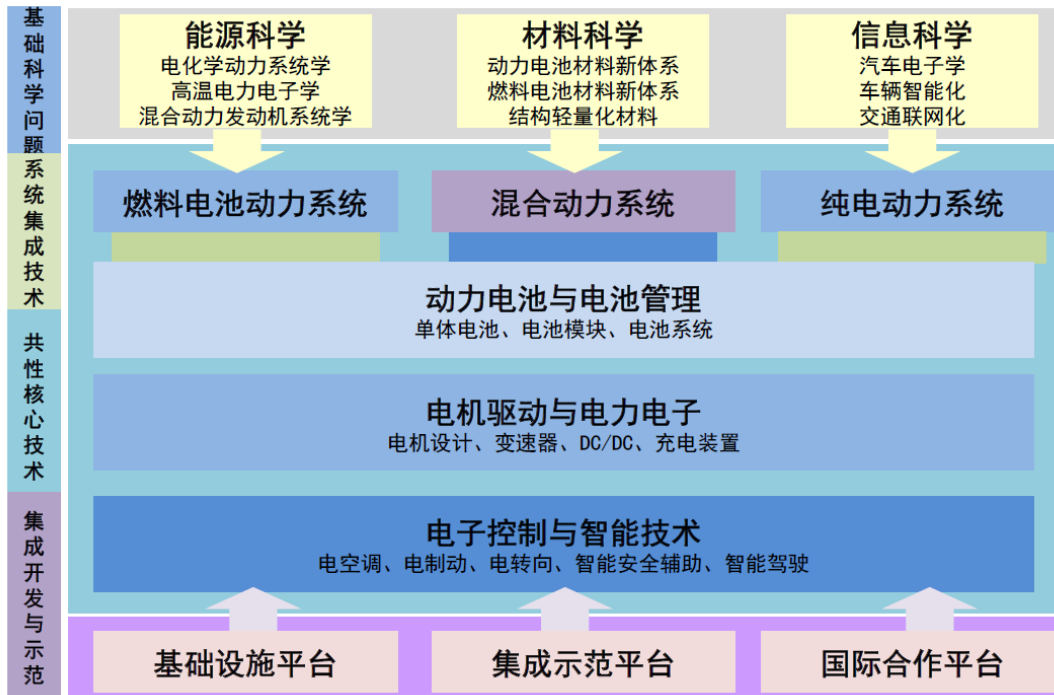 基础科学问题
能源科学
电化学动力系统学
高温电力电子学
混合动力发动机系统学
材料科学
动力电池材料新体系
燃料电池材料新体系
结构轻量化材料
信息科学
汽车电子学
车辆智能化
交通联网化
系统集成技术
燃料电池动力系统
混合动力系统
纯电动力系统
共性核心技术
动力电池与电池管理
单体电池、电池模块、电池系统
电机驱动与电力电子
电机设计、变速器、DC/DC、充电装置
电子控制与智能技术
电空调、电制动、电转向、智能安全辅助、智能驾驶
集成开发与示范
基础设施平台
集成示范平台
国际合作平台